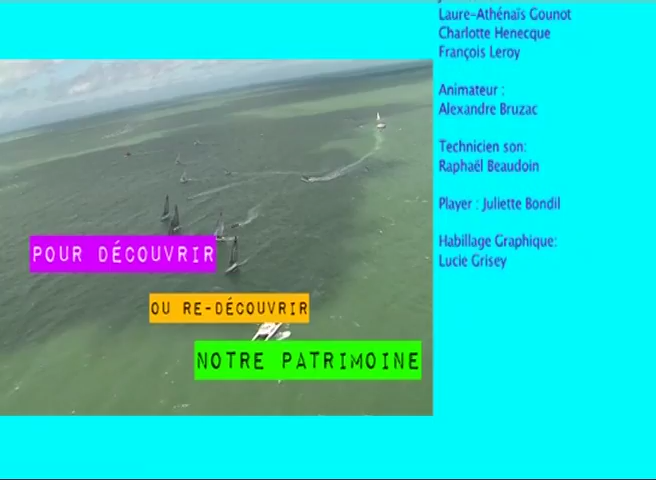 Laure-Athénaïs Gounot
Charlotte Henecque
François Leroy
Animateur :
Alexandre Bruzac
Technicien son:
Raphaël Beaudoin
Player : Juliette Bondil
Habillage Graphique:
Lucie Grisey
POUR DÉCOUVRIR
OU RE-DÉCOUVRIR
NOTRE PATRIMOINE